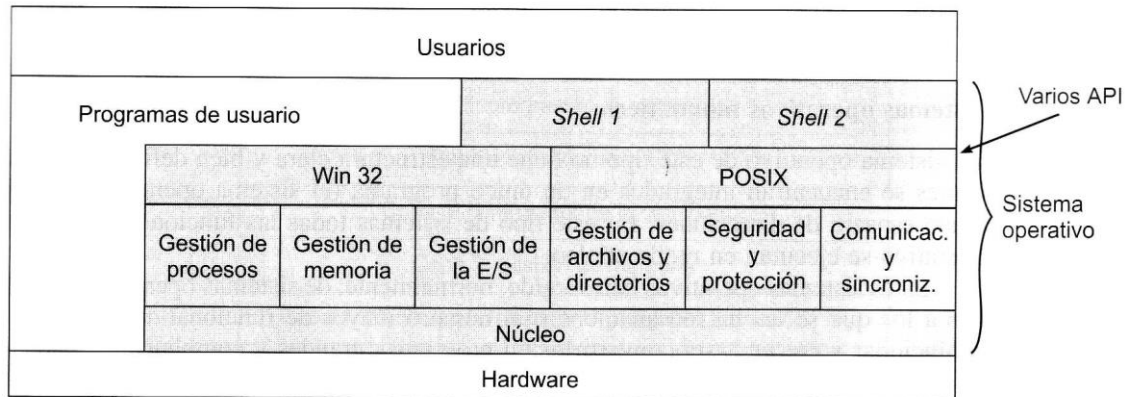 Usuarios
Programas de usuario
Shell 1
Shell 2
Varios API
Win 32
POSIX
Sistema
operativo
Gestión de
procesos
Gestión de
memoria
Gestión de
la E/S
Gestión de
archivos y
directorios
Seguridad
y
protección
Comunicac.
y
sincroniz.
Núcleo
Hardware